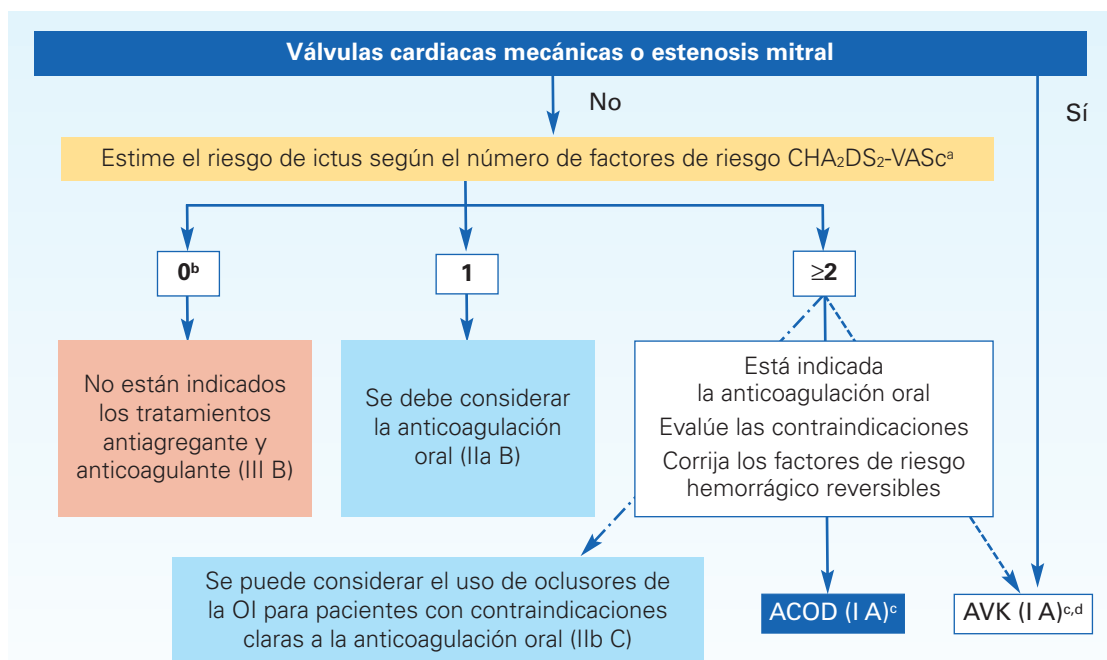 Válvulas cardiacas mecánicas o estenosis mitral
No
Sí
Estime el riesgo de ictus según el número de factores de riesgo CHA₂DS₂-VAScᵃ
0ᵇ
1
≥2
No están indicados
los tratamientos
antiagregante y
anticoagulante (III B)
Se debe considerar
la anticoagulación
oral (IIa B)
Está indicada
la anticoagulación oral
Evalúe las contraindicaciones
Corrija los factores de riesgo
hemorrágico reversibles
Se puede considerar el uso de oclusores de
la OI para pacientes con contraindicaciones
claras a la anticoagulación oral (IIb C)
ACOD (I A)ᶜ
AVK (I A)ᶜ,ᵈ